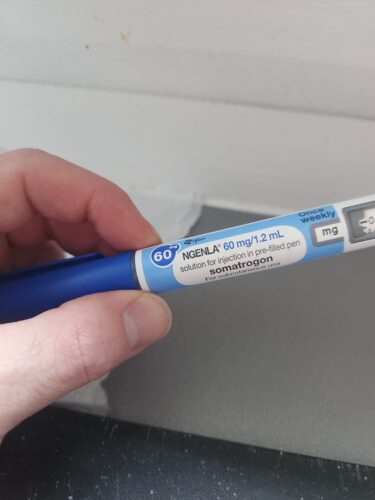 60 mg
NGENLA® 60 mg/1.2 mL
solution for injection in pre-filled pen
somatrogon
For subcutaneous use
Once
weekly
mg
0